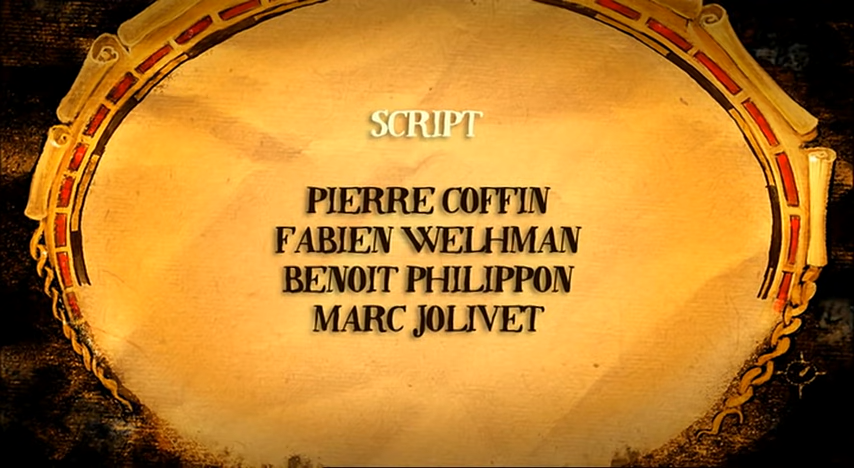 SCRIPT
PIERRE COFFIN
FABIEN WELHMAN
BENOIT PHILIPPON
MARC JOLIVET